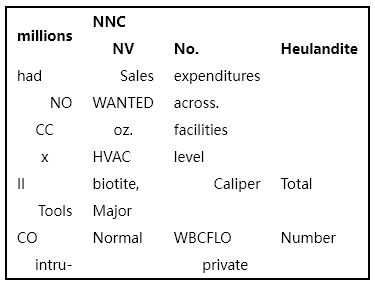 millions NNC
NV No. Heulandite
had Sales expenditures
NO WANTED across.
CC oz. facilities
x HVAC level
II biotite, Caliper Total
Tools Major
CO Normal WBCFLO Number
intru- private